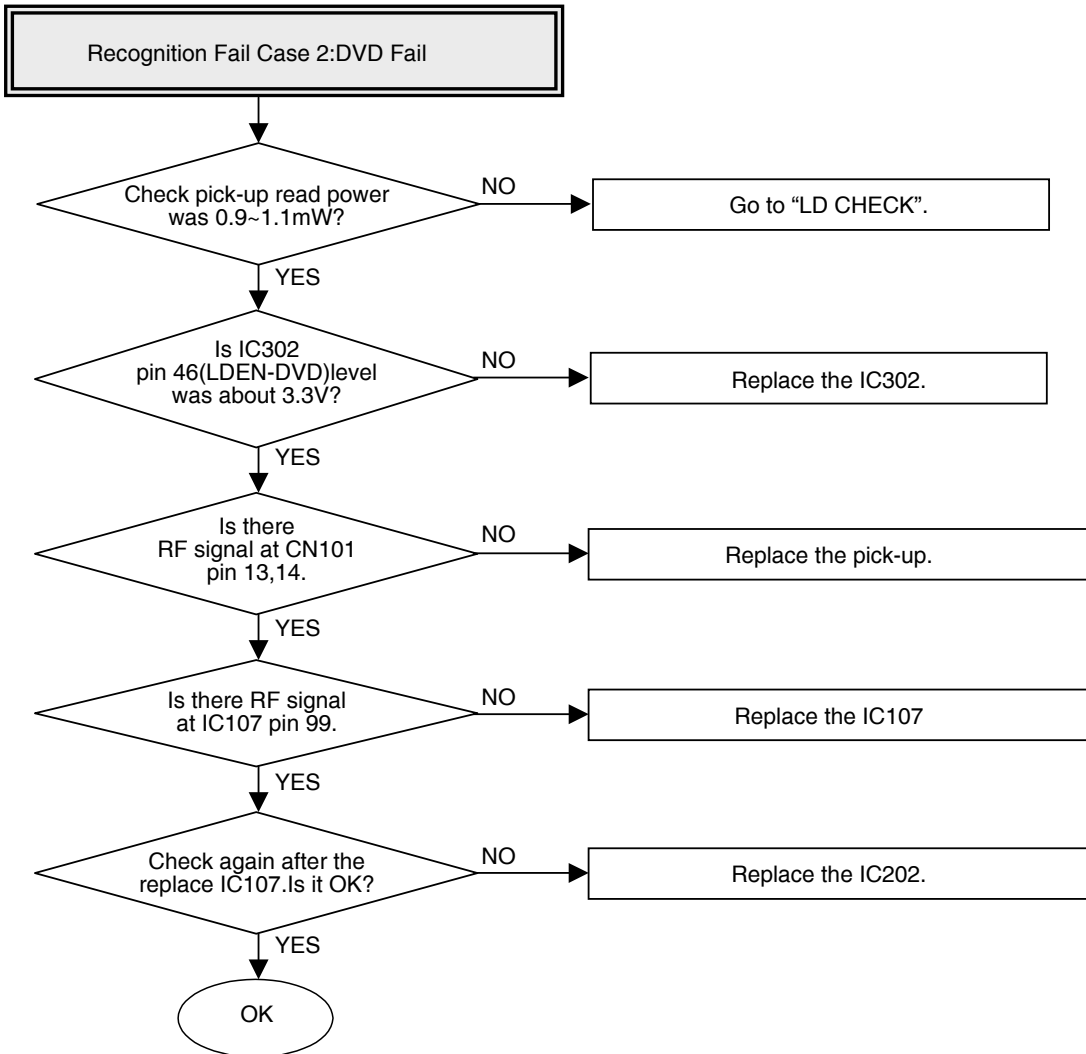 Recognition Fail Case 2:DVD Fail
Check pick-up read power
was 0.9~1.1mW?
NO
Go to “LD CHECK”.
YES
Is IC302
pin 46(LDEN-DVD)level
was about 3.3V?
NO
Replace the IC302.
YES
Is there
RF signal at CN101
pin 13,14.
NO
Replace the pick-up.
YES
Is there RF signal
at IC107 pin 99.
NO
Replace the IC107
YES
Check again after the
replace IC107.Is it OK?
NO
Replace the IC202.
YES
OK